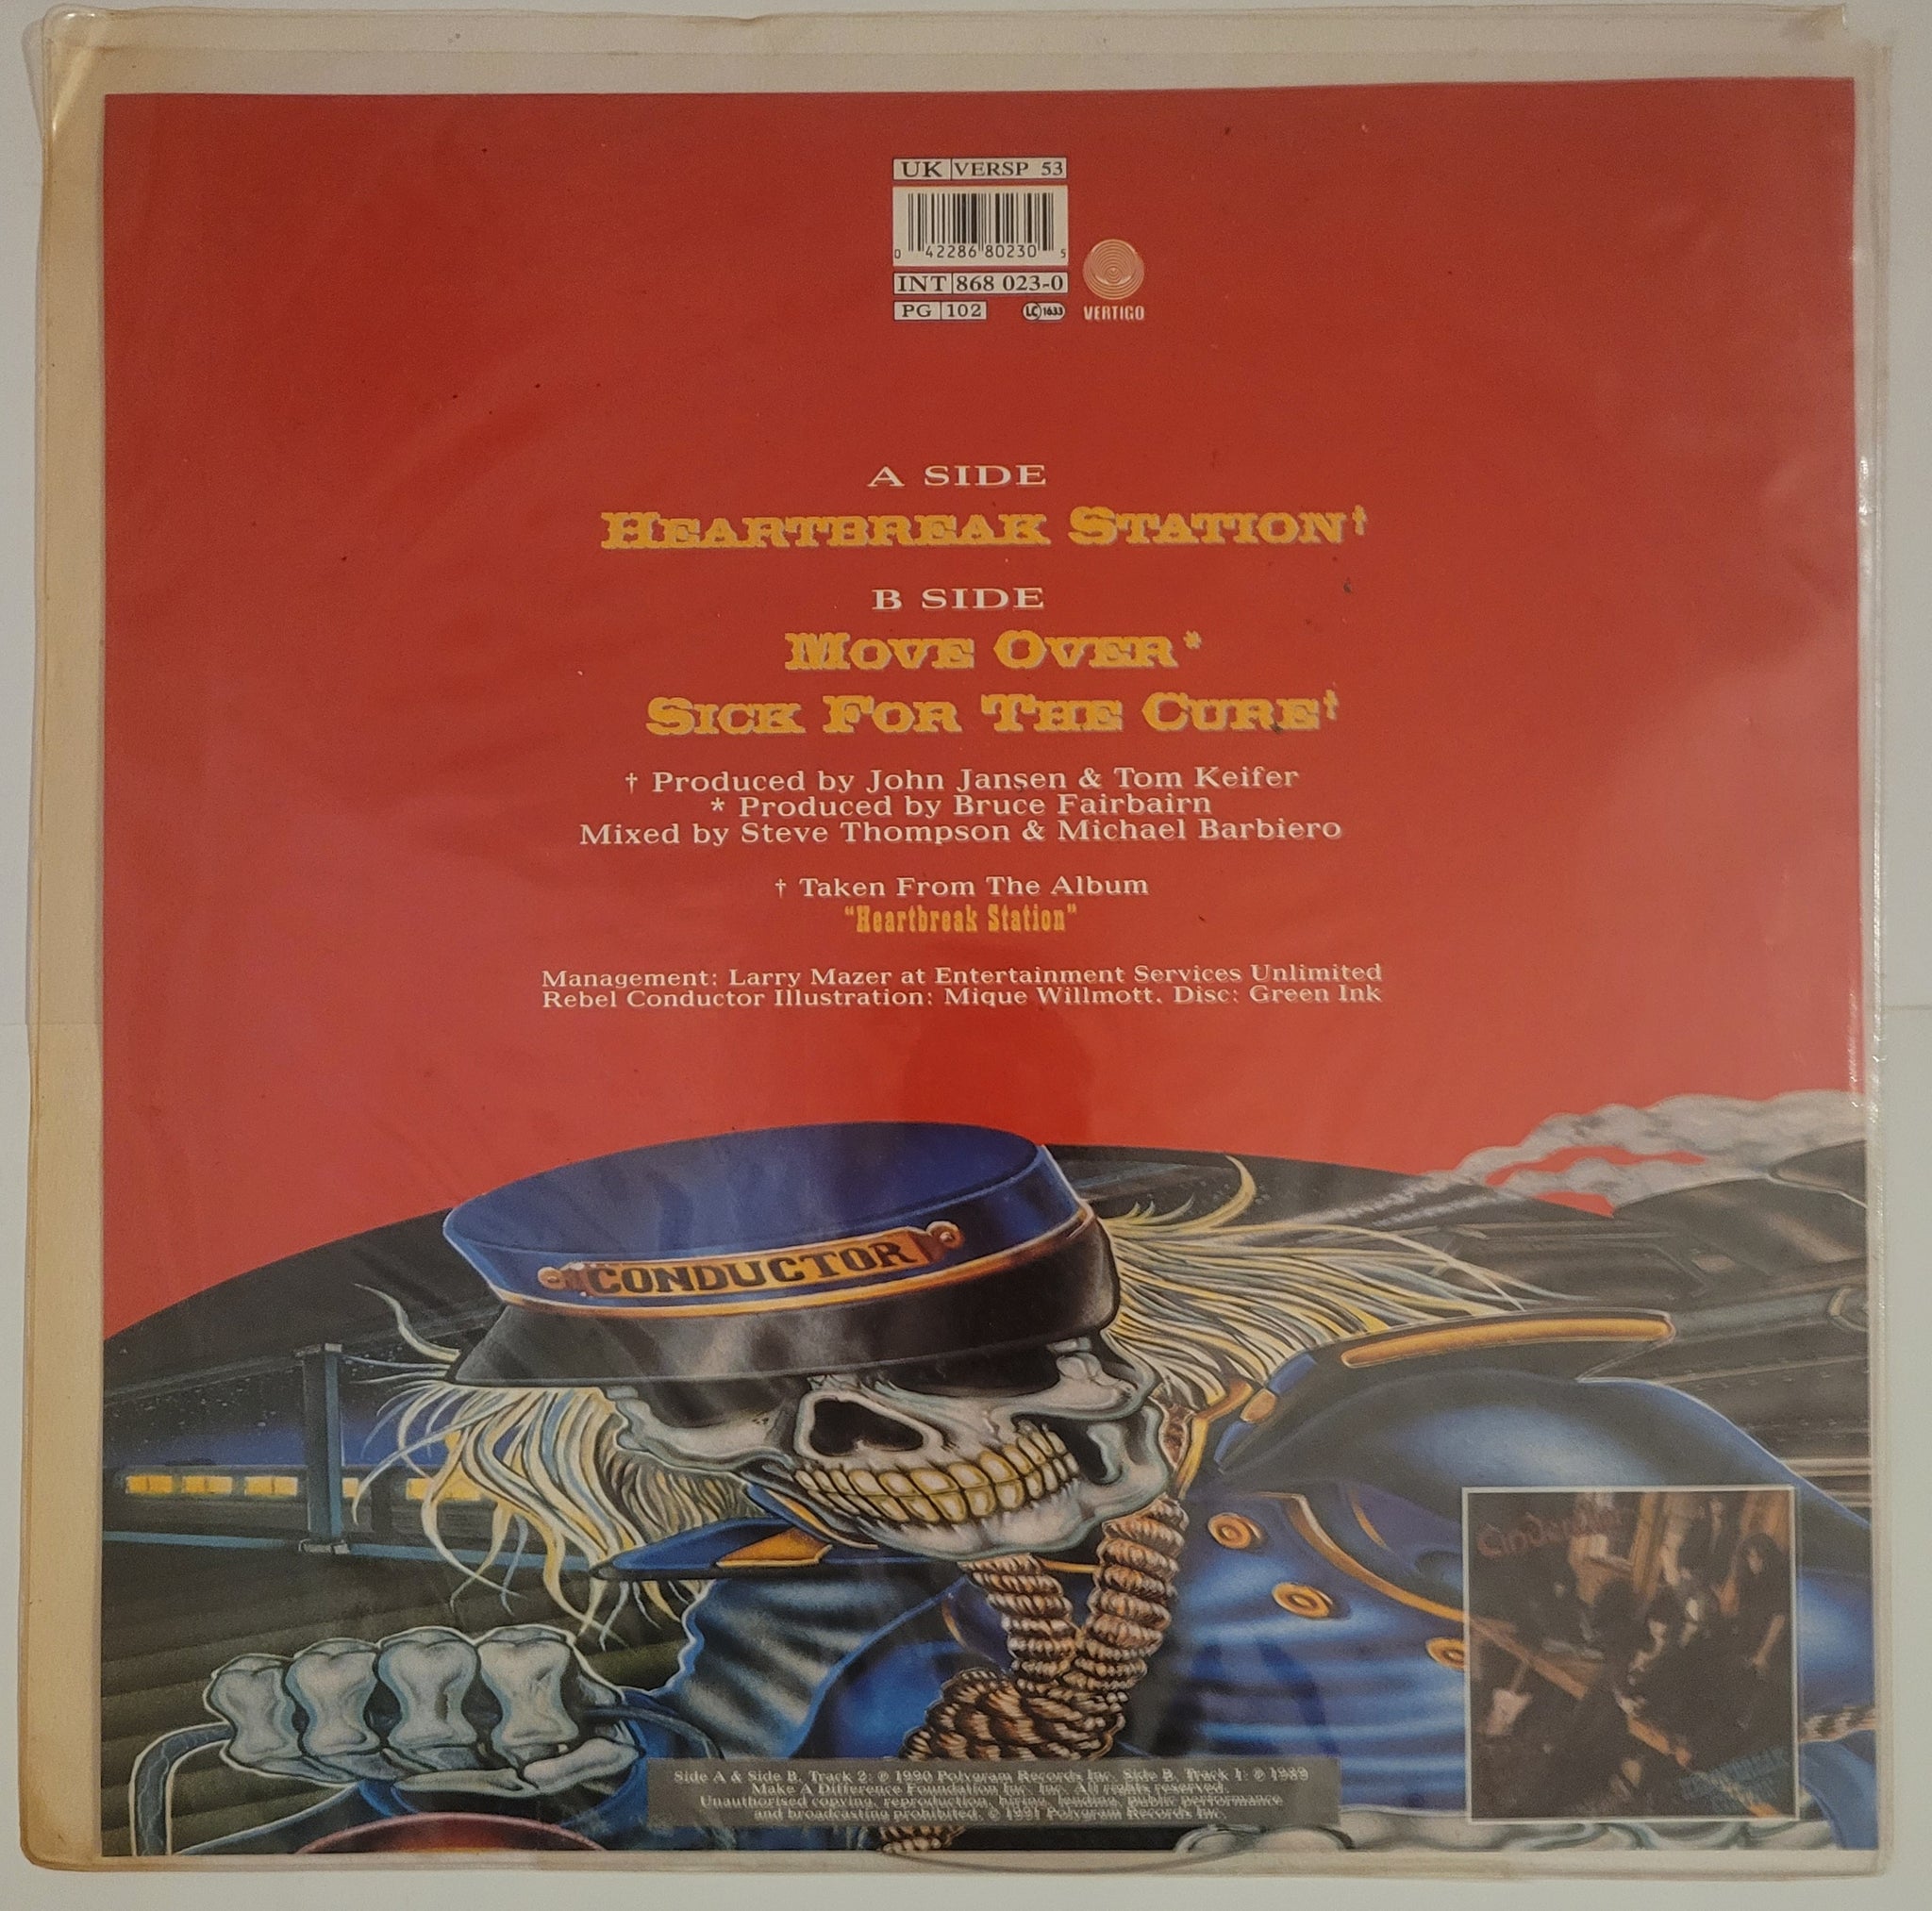 UK VERSP 53
0 42286 80230 5
INT 868 023-0
PG 102 LC 1633 VERTIGO
A SIDE
HEARTBREAK STATION†
B SIDE
MOVE OVER*
SICK FOR THE CURE†
† Produced by John Jansen & Tom Keifer
* Produced by Bruce Fairbairn
Mixed by Steve Thompson & Michael Barbiero
† Taken From The Album
"Heartbreak Station"
Management: Larry Mazer at Entertainment Services Unlimited
Rebel Conductor Illustration: Mique Willmott. Disc: Green Ink
CONDUCTOR
Cinderella
Side A & Side B, Track 2: ℗ 1990 Polygram Records Inc. Side B, Track 1: ℗ 1989
Make A Difference Foundation Inc., Inc. All rights reserved.
Unauthorised copying, reproduction, hiring, lending, public performance
and broadcasting prohibited. © 1991 Polygram Records Inc.